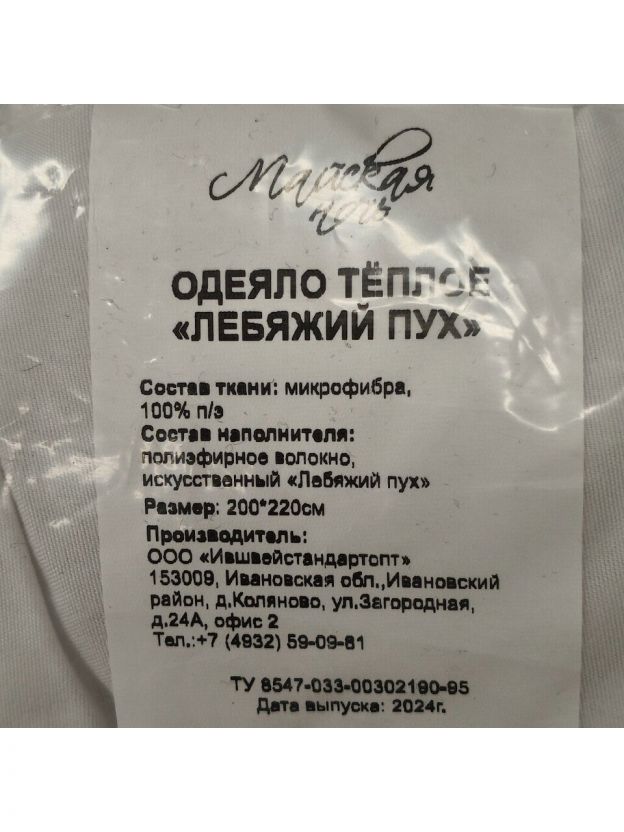 Майская
ночь
ОДЕЯЛО ТЁПЛОЕ
«ЛЕБЯЖИЙ ПУХ»
Состав ткани: микрофибра,
100% п/э
Состав наполнителя:
полиэфирное волокно,
искусственный «Лебяжий пух»
Размер: 200*220см
Производитель:
ООО «Ившвейстандартопт»
153009, Ивановская обл.,Ивановский
район, д.Коляново, ул.Загородная,
д.24А, офис 2
Тел.:+7 (4932) 59-09-81
ТУ 8547-033-00302190-95
Дата выпуска: 2024г.